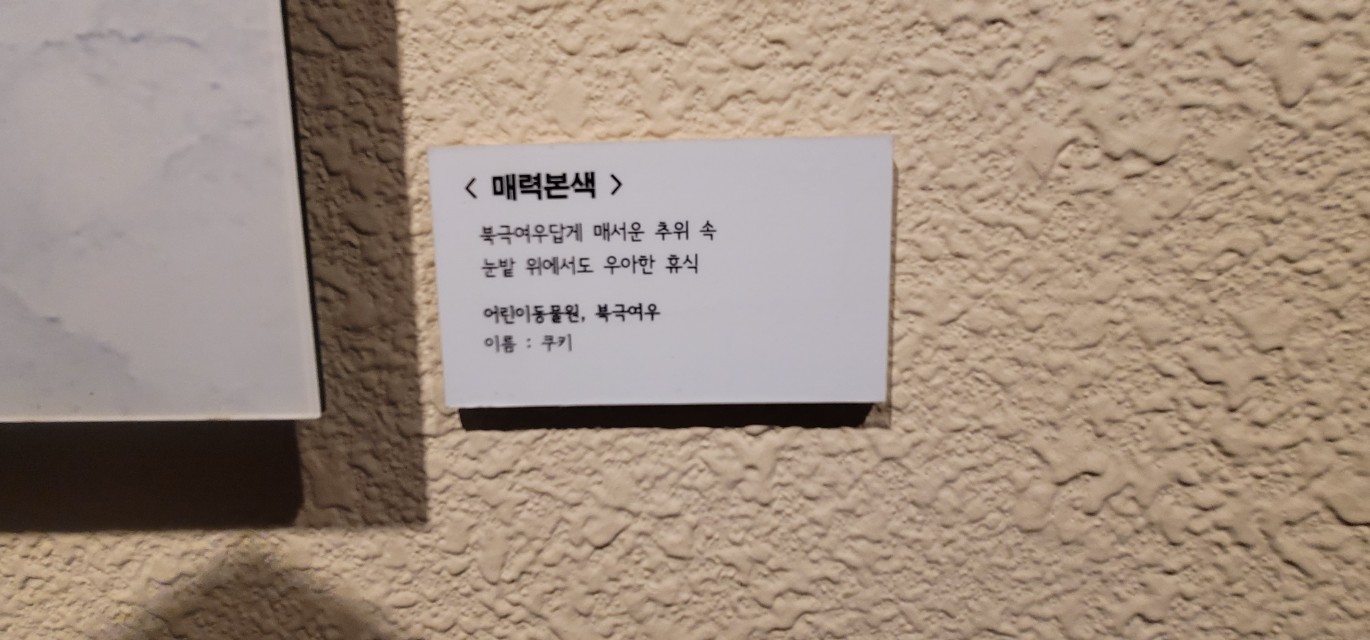 < 매력본색 >
북극여우답게 매서운 추위 속
눈밭 위에서도 우아한 휴식
어린이동물원, 북극여우
이름 : 쿠키